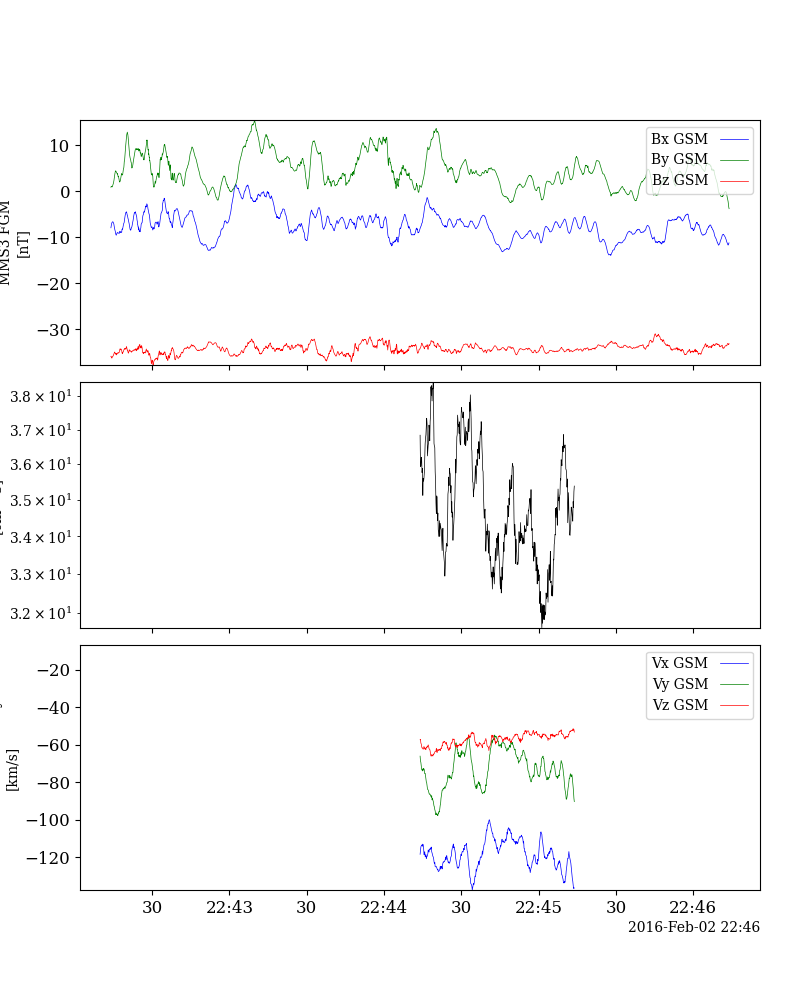 MMS3 FGM
[nT]
10
0
−10
−20
−30
Bx GSM
By GSM
Bz GSM
3.8 × 10¹
3.7 × 10¹
3.6 × 10¹
3.5 × 10¹
3.4 × 10¹
3.3 × 10¹
3.2 × 10¹
[km/s]
−20
−40
−60
−80
−100
−120
Vx GSM
Vy GSM
Vz GSM
30
22:43
30
22:44
30
22:45
30
22:46
2016-Feb-02 22:46